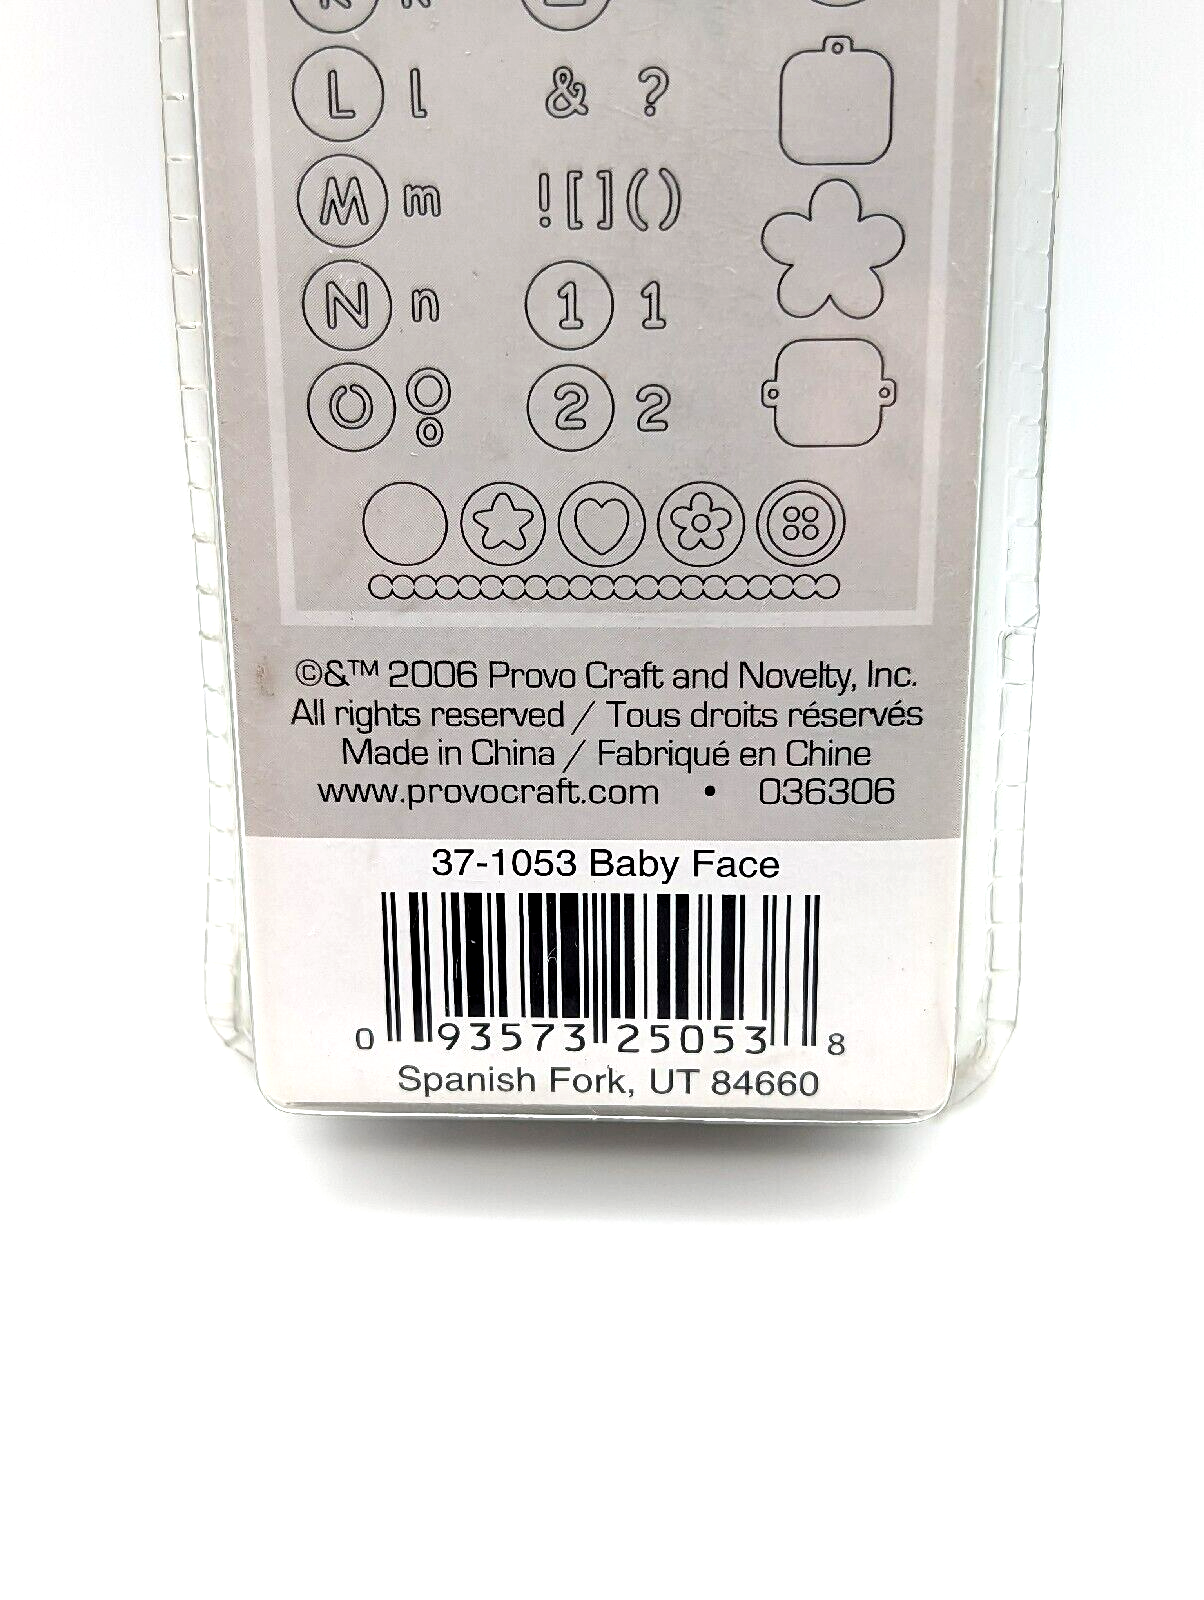 L l & ?
M m ![]()
N n 1 1
O o 2 2
©&™ 2006 Provo Craft and Novelty, Inc.
All rights reserved / Tous droits réservés
Made in China / Fabriqué en Chine
www.provocraft.com • 036306
37-1053 Baby Face
0 93573 25053 8
Spanish Fork, UT 84660